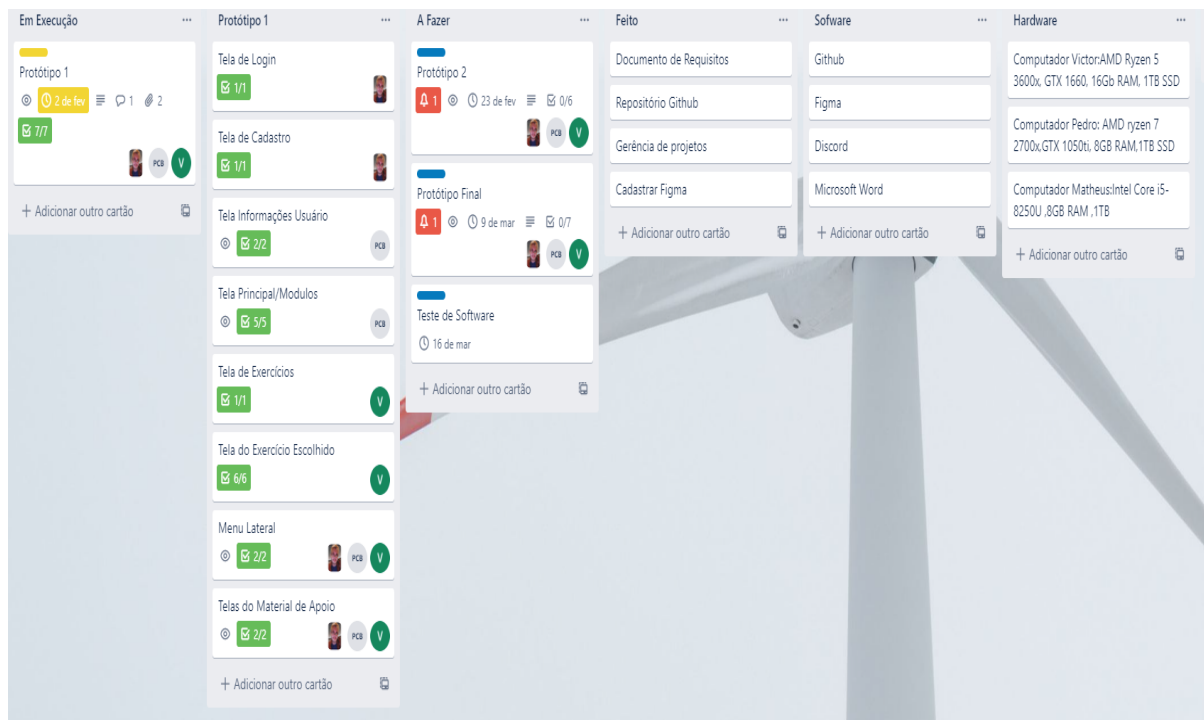 Em Execução
Protótipo 1
2 de fev 1 2
7/7
PCB V
+ Adicionar outro cartão
Protótipo 1
Tela de Login
1/1
Tela de Cadastro
1/1
Tela Informações Usuário
2/2 PCB
Tela Principal/Modulos
5/5 PCB
Tela de Exercícios
1/1 V
Tela do Exercício Escolhido
6/6 V
Menu Lateral
2/2 PCB V
Telas do Material de Apoio
2/2 PCB V
+ Adicionar outro cartão
A Fazer
Protótipo 2
1 23 de fev 0/6
PCB V
Protótipo Final
1 9 de mar 0/7
PCB V
Teste de Software
16 de mar
+ Adicionar outro cartão
Feito
Documento de Requisitos
Repositório Github
Gerência de projetos
Cadastrar Figma
+ Adicionar outro cartão
Sofware
Github
Figma
Discord
Microsoft Word
+ Adicionar outro cartão
Hardware
Computador Victor:AMD Ryzen 5
3600x, GTX 1660, 16Gb RAM, 1TB SSD
Computador Pedro: AMD ryzen 7
2700x,GTX 1050ti, 8GB RAM,1TB SSD
Computador Matheus:Intel Core i5-
8250U ,8GB RAM ,1TB
+ Adicionar outro cartão